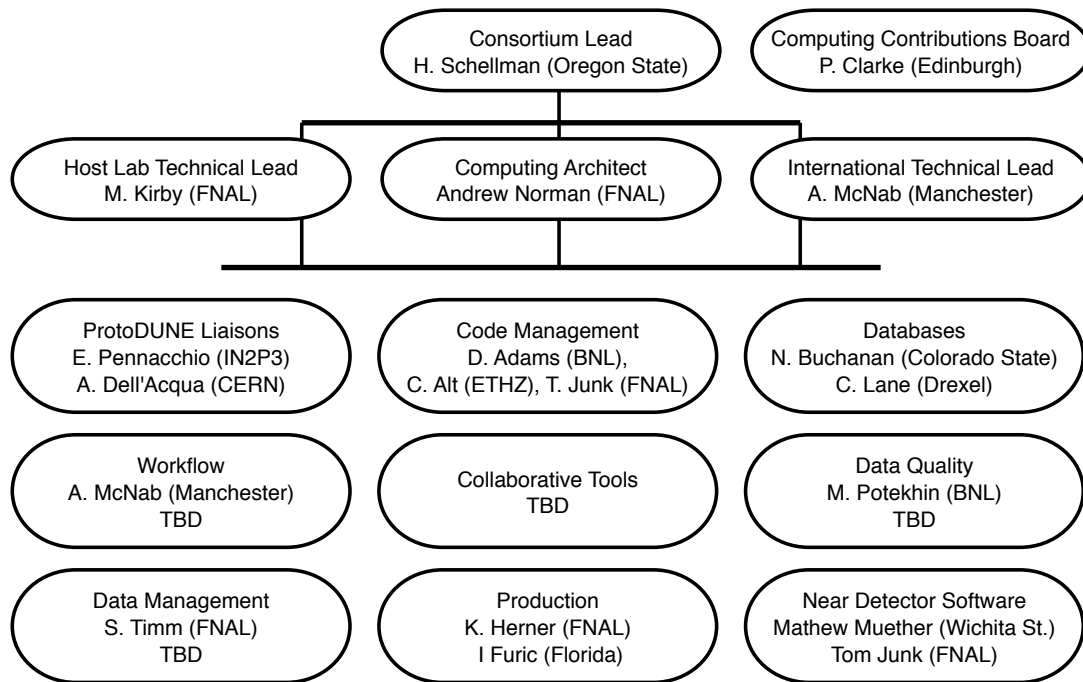 Consortium Lead
H. Schellman (Oregon State)
Computing Contributions Board
P. Clarke (Edinburgh)
Host Lab Technical Lead
M. Kirby (FNAL)
Computing Architect
Andrew Norman (FNAL)
International Technical Lead
A. McNab (Manchester)
ProtoDUNE Liaisons
E. Pennacchio (IN2P3)
A. Dell'Acqua (CERN)
Code Management
D. Adams (BNL),
C. Alt (ETHZ), T. Junk (FNAL)
Databases
N. Buchanan (Colorado State)
C. Lane (Drexel)
Workflow
A. McNab (Manchester)
TBD
Collaborative Tools
TBD
Data Quality
M. Potekhin (BNL)
TBD
Data Management
S. Timm (FNAL)
TBD
Production
K. Herner (FNAL)
I Furic (Florida)
Near Detector Software
Mathew Muether (Wichita St.)
Tom Junk (FNAL)